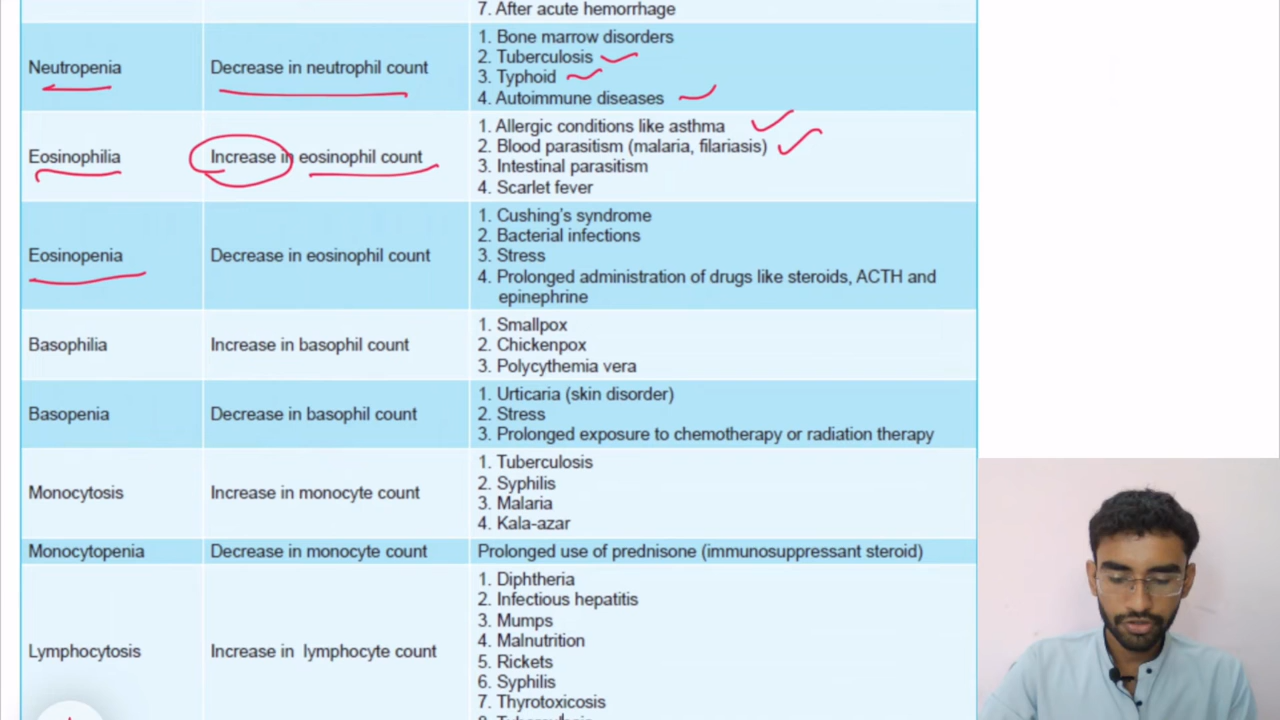 7. After acute hemorrhage
Neutropenia
Decrease in neutrophil count
1. Bone marrow disorders
2. Tuberculosis
3. Typhoid
4. Autoimmune diseases
Eosinophilia
Increase in eosinophil count
1. Allergic conditions like asthma
2. Blood parasitism (malaria, filariasis)
3. Intestinal parasitism
4. Scarlet fever
Eosinopenia
Decrease in eosinophil count
1. Cushing's syndrome
2. Bacterial infections
3. Stress
4. Prolonged administration of drugs like steroids, ACTH and
epinephrine
Basophilia
Increase in basophil count
1. Smallpox
2. Chickenpox
3. Polycythemia vera
Basopenia
Decrease in basophil count
1. Urticaria (skin disorder)
2. Stress
3. Prolonged exposure to chemotherapy or radiation therapy
Monocytosis
Increase in monocyte count
1. Tuberculosis
2. Syphilis
3. Malaria
4. Kala-azar
Monocytopenia
Decrease in monocyte count
Prolonged use of prednisone (immunosuppressant steroid)
Lymphocytosis
Increase in lymphocyte count
1. Diphtheria
2. Infectious hepatitis
3. Mumps
4. Malnutrition
5. Rickets
6. Syphilis
7. Thyrotoxicosis